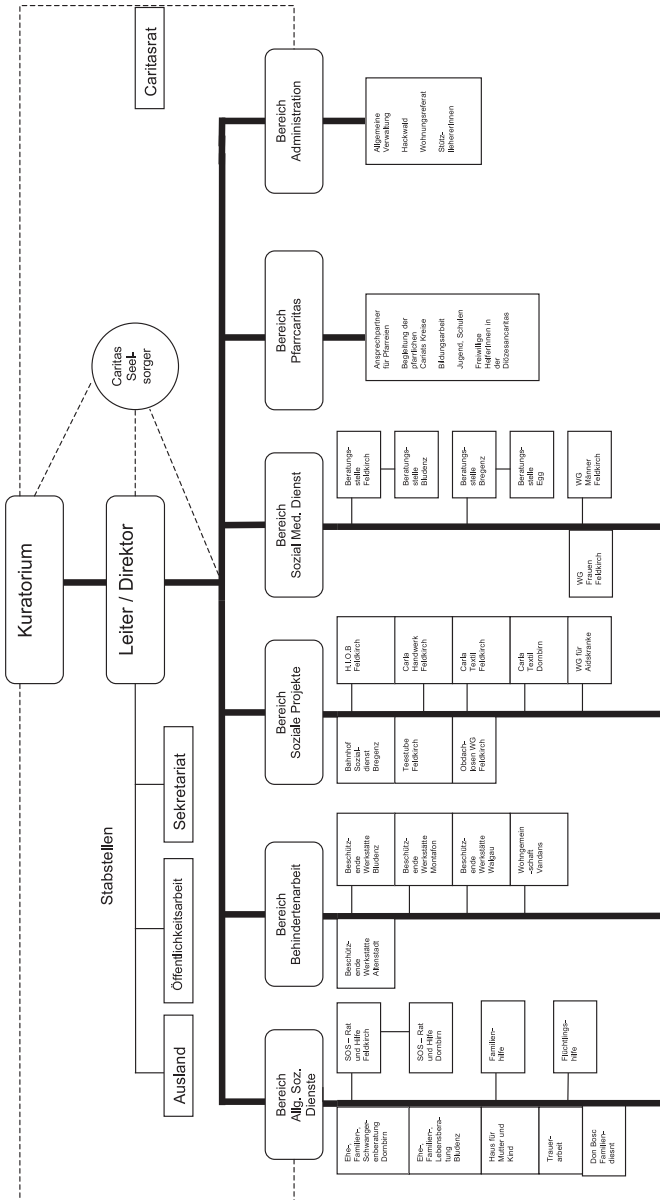 Kuratorium
Leiter / Direktor
Caritas
Seel-
sorger
Caritasrat
Stabstellen
Ausland
Öffentlichkeitsarbeit
Sekretariat
Bereich
Allg. Soz.
Dienste
Bereich
Behindertenarbeit
Bereich
Soziale Projekte
Bereich
Sozial Med. Dienst
Bereich
Pfarrcaritas
Bereich
Administration
Ehe-,
Familien-,
Schwanger-
enberatung
Dornbirn
Ehe-,
Familien-,
Lebensbera-
tung
Bludenz
Haus für
Mutter und
Kind
Trauer-
arbeit
Don Bosc
Familien-
diesnt
SOS – Rat
und Hilfe
Feldkirch
SOS – Rat
und Hilfe
Dornbirn
Familien-
hilfe
Flüchtlings-
hilfe
Beschütz-
ende
Werkstätte
Altenstadt
Beschütz-
ende
Werkstätte
Bludenz
Beschütz-
ende
Werkstätte
Montafon
Beschütz-
ende
Werkstätte
Walgau
Wohngemein
-schaft
Vandans
Bahnhof
Sozial-
dienst
Bregenz
Teestube
Feldkirch
Obdach-
losen WG
Feldkirch
H.I.O.B
Feldkirch
Carla
Handwerk
Feldkirch
Carla
Textil
Feldkirch
Carla
Textil
Dornbirn
WG für
Aidskranke
Beratungs-
stelle
Feldkirch
Beratungs-
stelle
Bludenz
Beratungs-
stelle
Bregenz
Beratungs-
stelle
Egg
WG
Männer
Feldkirch
WG
Frauen
Feldkirch
Ansprechpartner
für Pfarreien
Begleitung der
pfarrlichen
Caritats Kreise
Bildungsarbeit
Jugend, Schulen
Freiwillige
HelferInnen in
der
Diözesancaritas
Allgemeine
Verwaltung
Hackwald
Wohnungsreferat
Stütz-
llehererInnen